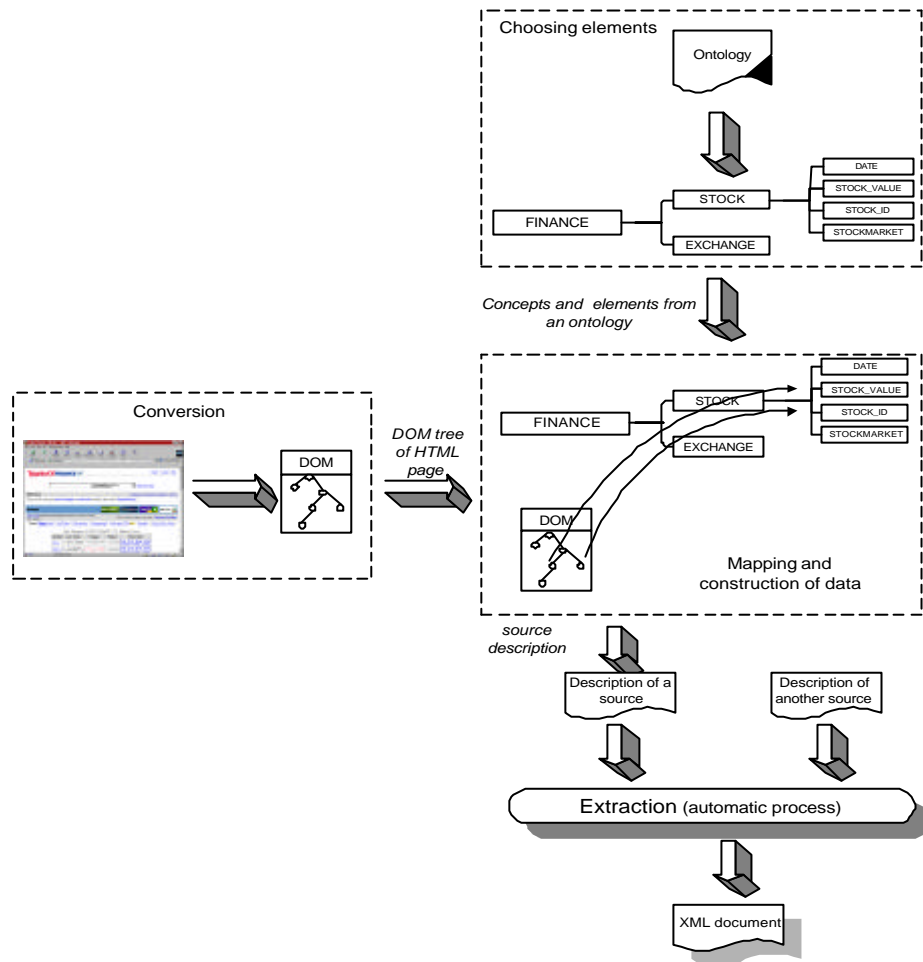 Choosing elements
Ontology
DATE
STOCK_VALUE
STOCK
STOCK_ID
FINANCE
STOCKMARKET
EXCHANGE
Concepts and elements from
an ontology
Conversion
DOM
DOM tree
of HTML
page
DATE
STOCK_VALUE
STOCK
STOCK_ID
FINANCE
STOCKMARKET
EXCHANGE
DOM
Mapping and
construction of data
source
description
Description of a
source
Description of
another source
Extraction (automatic process)
XML document